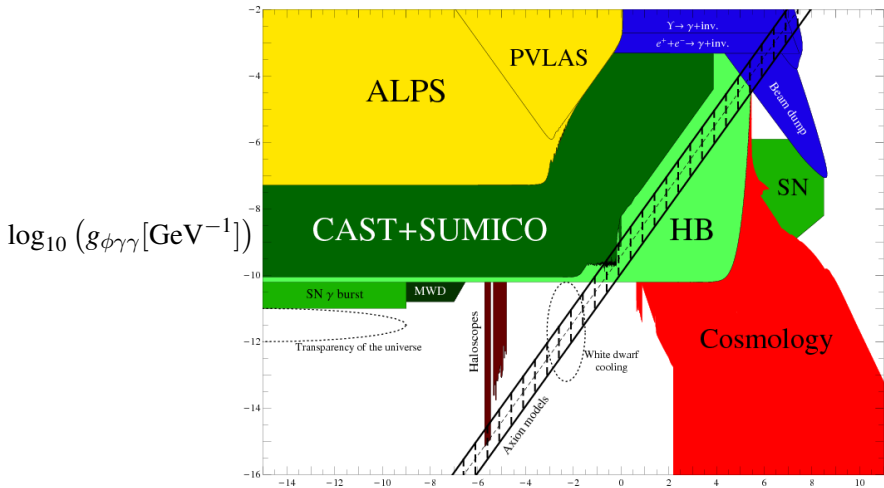 −2
Υ→ γ+inv.
e⁺+e⁻→ γ+inv.
PVLAS
ALPS
−4
Beam dump
−6
SN
log₁₀ (g_{ϕγγ}[GeV⁻¹])
−8
CAST+SUMICO
HB
−10
SN γ burst
MWD
Transparency of the universe
−12
Haloscopes
White dwarf
cooling
Cosmology
−14
Axion models
−16
−14 −12 −10 −8 −6 −4 −2 0 2 4 6 8 10